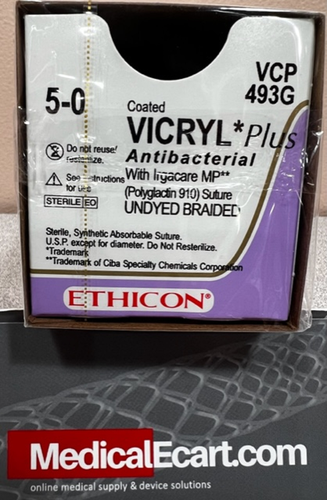 VCP
493G
5-0
Coated
VICRYL*Plus
Antibacterial
With Irgacare MP**
(Polyglactin 910) Suture
UNDYED BRAIDED
Do not reuse/
resterilize.
See instructions
for use
STERILE EO
Sterile, Synthetic Absorbable Suture.
U.S.P. except for diameter. Do Not Resterilize.
*Trademark
**Trademark of Ciba Specialty Chemicals Corporation
ETHICON®
MedicalEcart.com
online medical supply & device solutions